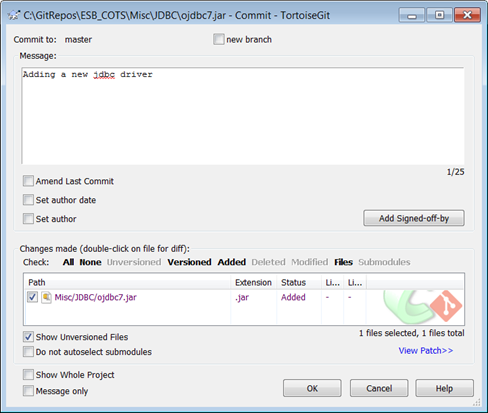 C:\GitRepos\ESB_COTS\Misc\JDBC\ojdbc7.jar - Commit - TortoiseGit
Commit to: master new branch
Message:
Adding a new jdbc driver
1/25
Amend Last Commit
Set author date
Set author
Add Signed-off-by
Changes made (double-click on file for diff):
Check: All None Unversioned Versioned Added Deleted Modified Files Submodules
Path Extension Status Li... Li...
Misc/JDBC/ojdbc7.jar .jar Added - -
1 files selected, 1 files total
Show Unversioned Files
Do not autoselect submodules
View Patch>>
Show Whole Project
Message only
OK Cancel Help